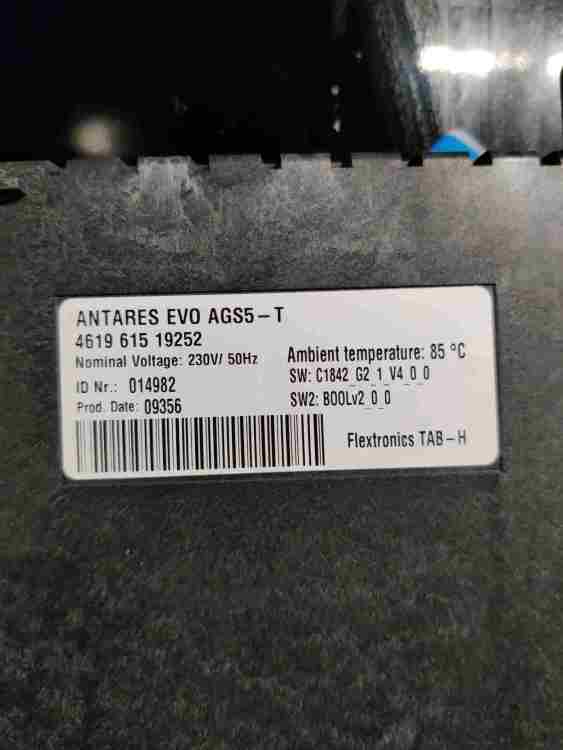 ANTARES EVO AGS5-T
4619 615 19252
Nominal Voltage: 230V/ 50Hz
Ambient temperature: 85 °C
ID Nr.: 014982
SW: C1842_G2_1_V4_0_0
Prod. Date: 09356
SW2: BOOLv2_0_0
Flextronics TAB-H